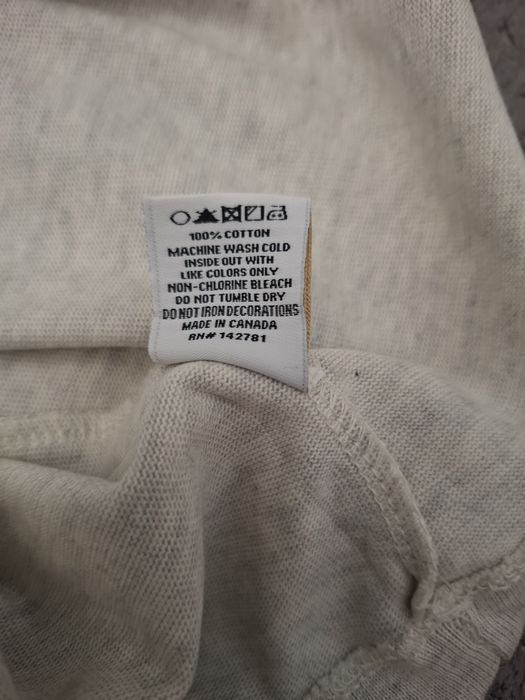 100% COTTON
MACHINE WASH COLD
INSIDE OUT WITH
LIKE COLORS ONLY
NON-CHLORINE BLEACH
DO NOT TUMBLE DRY
DO NOT IRON DECORATIONS
MADE IN CANADA
RN# 142781